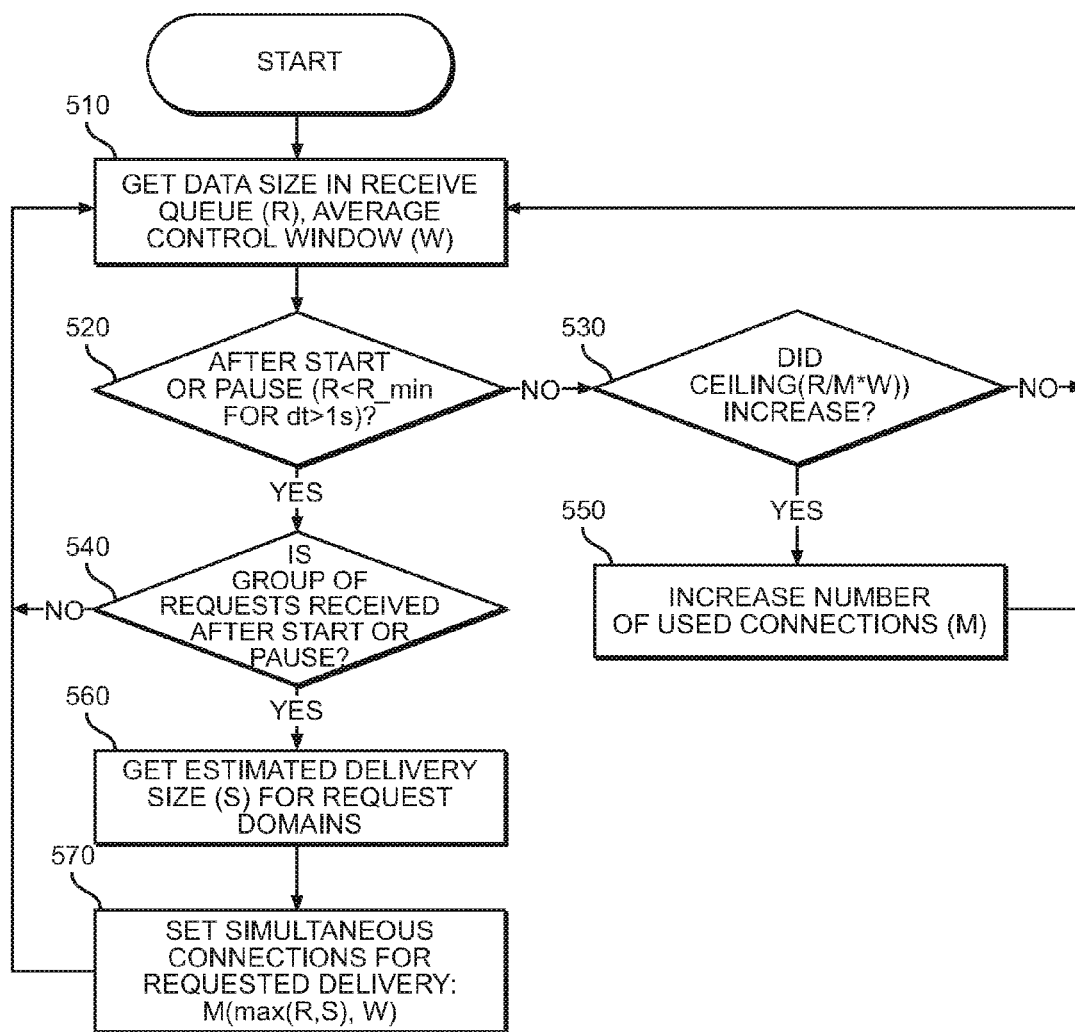 START
510
GET DATA SIZE IN RECEIVE
QUEUE (R), AVERAGE
CONTROL WINDOW (W)
520
AFTER START
OR PAUSE (R<R_min
FOR dt>1s)?
NO
530
DID
CEILING(R/M*W))
INCREASE?
NO
YES
YES
540
IS
GROUP OF
REQUESTS RECEIVED
AFTER START OR
PAUSE?
NO
550
INCREASE NUMBER
OF USED CONNECTIONS (M)
YES
560
GET ESTIMATED DELIVERY
SIZE (S) FOR REQUEST
DOMAINS
570
SET SIMULTANEOUS
CONNECTIONS FOR
REQUESTED DELIVERY:
M(max(R,S), W)